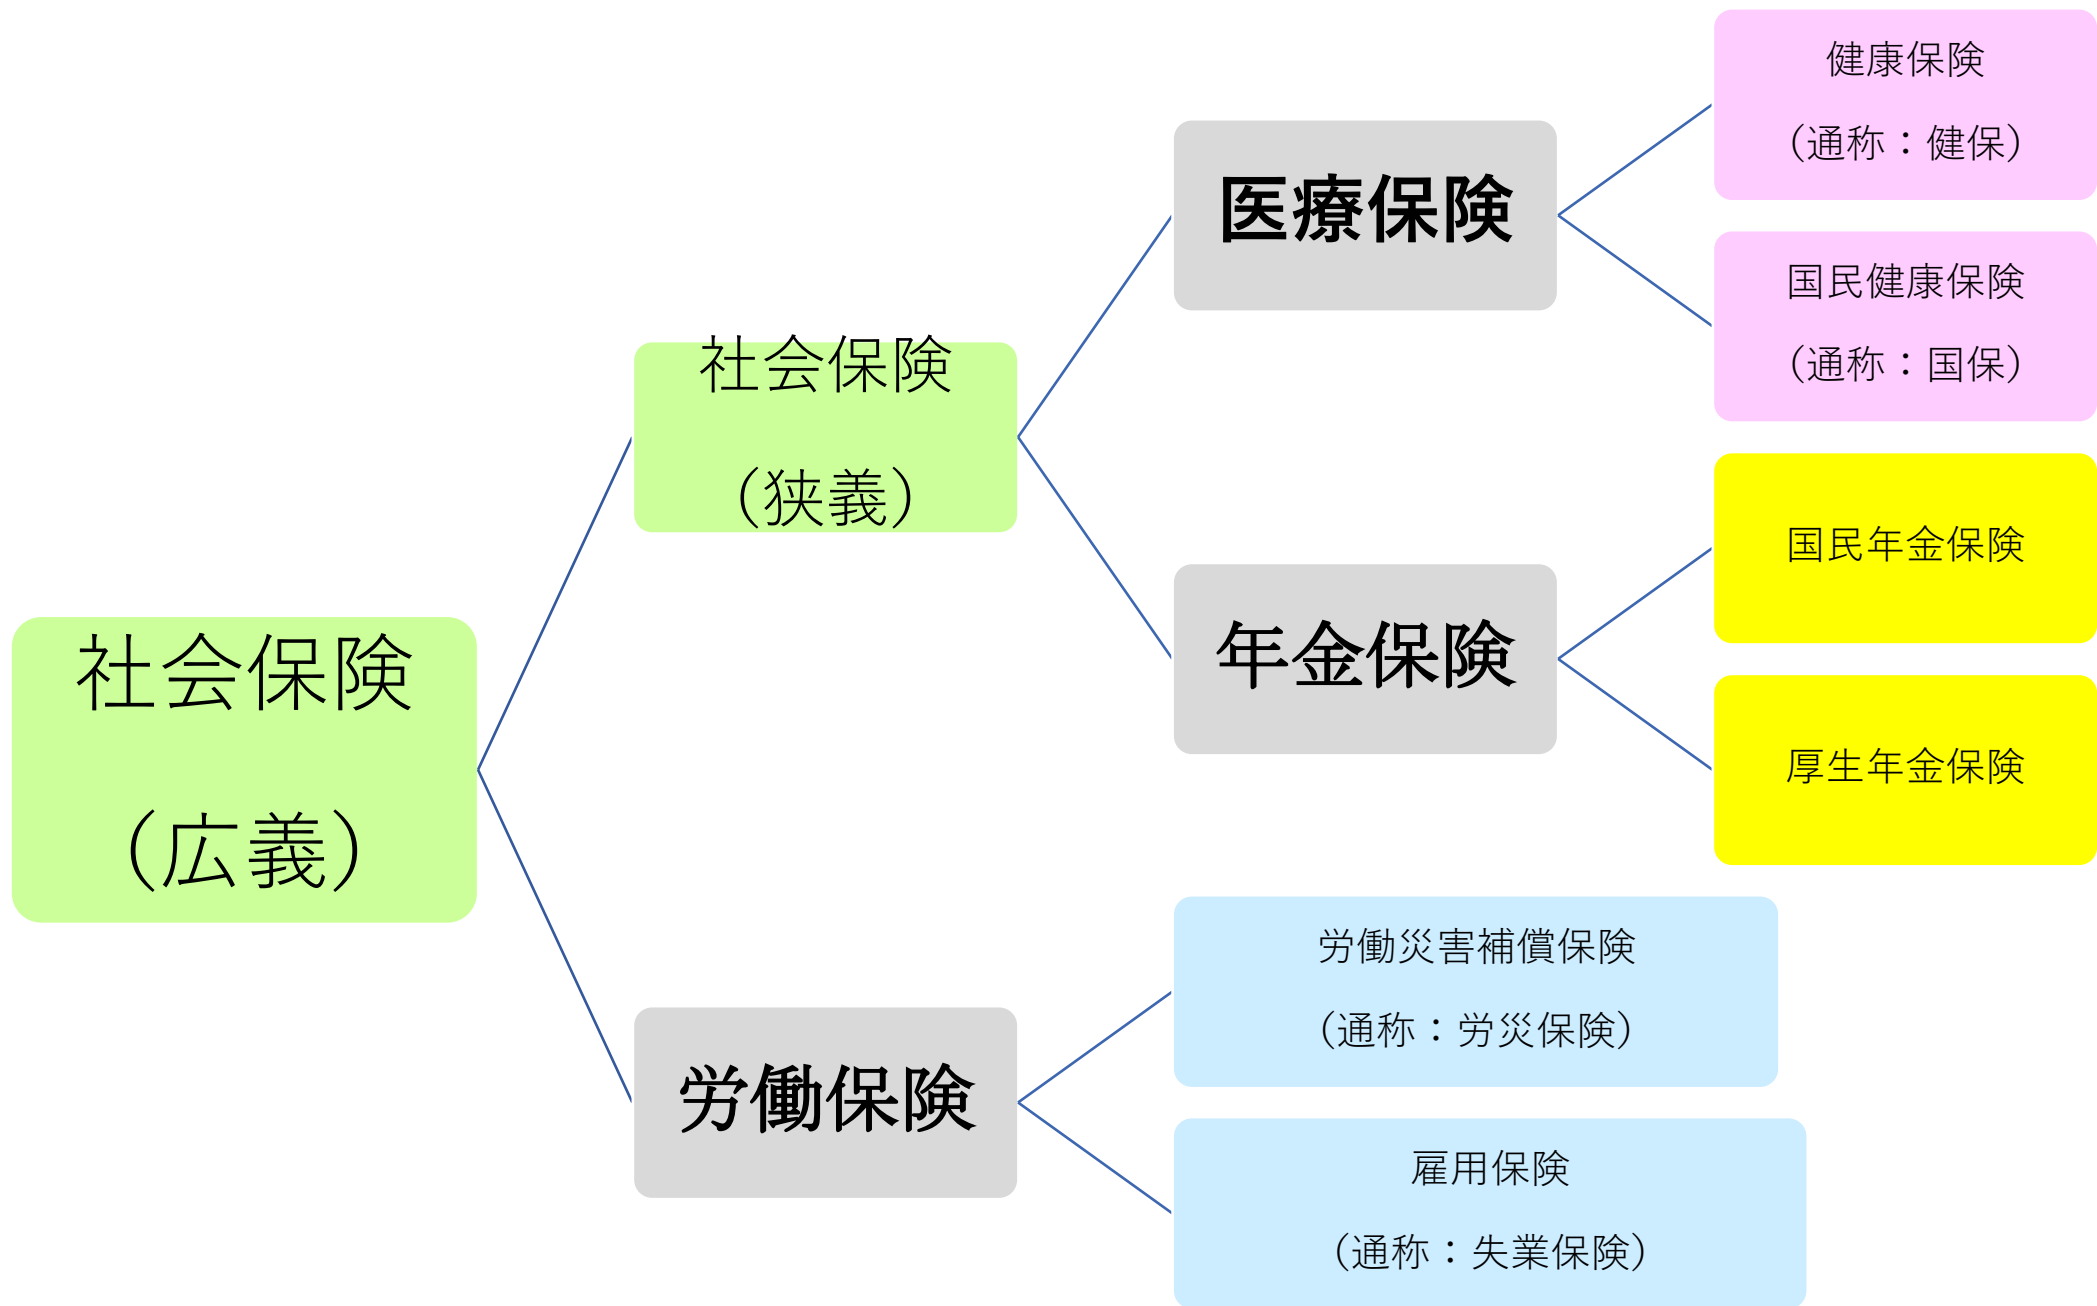 社会保険
（広義）
社会保険
（狭義）
医療保険
健康保険
（通称：健保）
国民健康保険
（通称：国保）
年金保険
国民年金保険
厚生年金保険
労働保険
労働災害補償保険
（通称：労災保険）
雇用保険
（通称：失業保険）